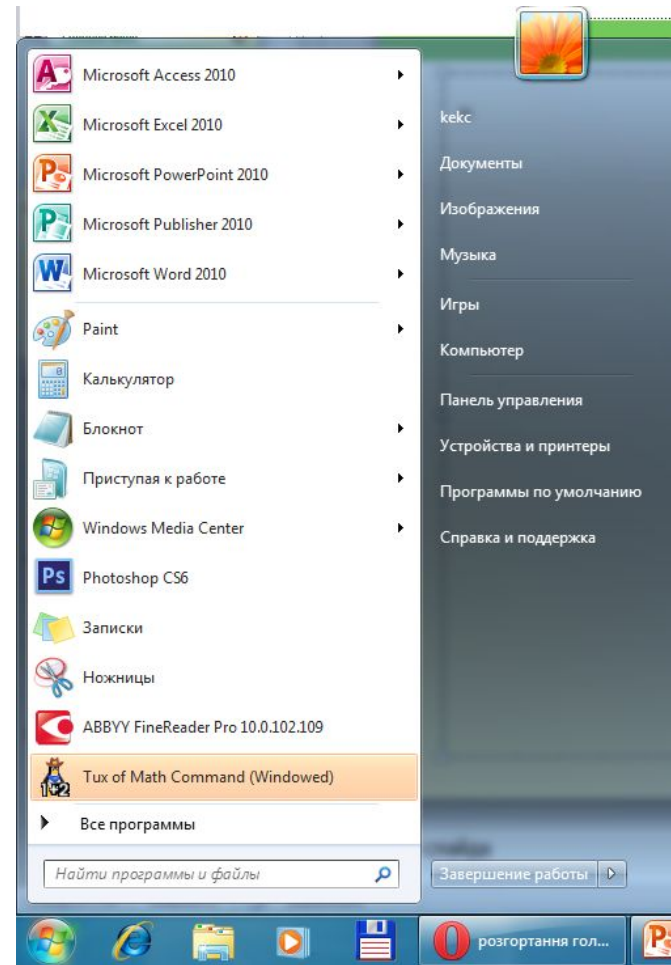 Microsoft Access 2010
Microsoft Excel 2010
Microsoft PowerPoint 2010
Microsoft Publisher 2010
Microsoft Word 2010
Paint
Калькулятор
Блокнот
Приступая к работе
Windows Media Center
Ps Photoshop CS6
Записки
Ножницы
ABBYY FineReader Pro 10.0.102.109
Tux of Math Command (Windowed)
Все программы
Найти программы и файлы
kekc
Документы
Изображения
Музыка
Игры
Компьютер
Панель управления
Устройства и принтеры
Программы по умолчанию
Справка и поддержка
Завершение работы
розгортання гол...